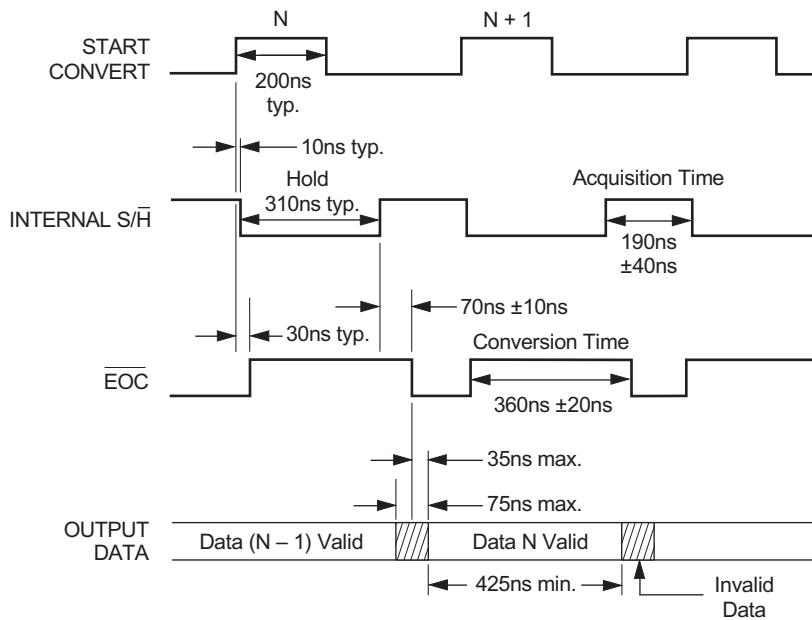 N
N + 1
START
CONVERT
200ns
typ.
10ns typ.
Hold
310ns typ.
Acquisition Time
INTERNAL S/H̅
190ns
±40ns
70ns ±10ns
30ns typ.
Conversion Time
E̅O̅C̅
360ns ±20ns
35ns max.
75ns max.
OUTPUT
DATA
Data (N – 1) Valid
Data N Valid
425ns min.
Invalid
Data